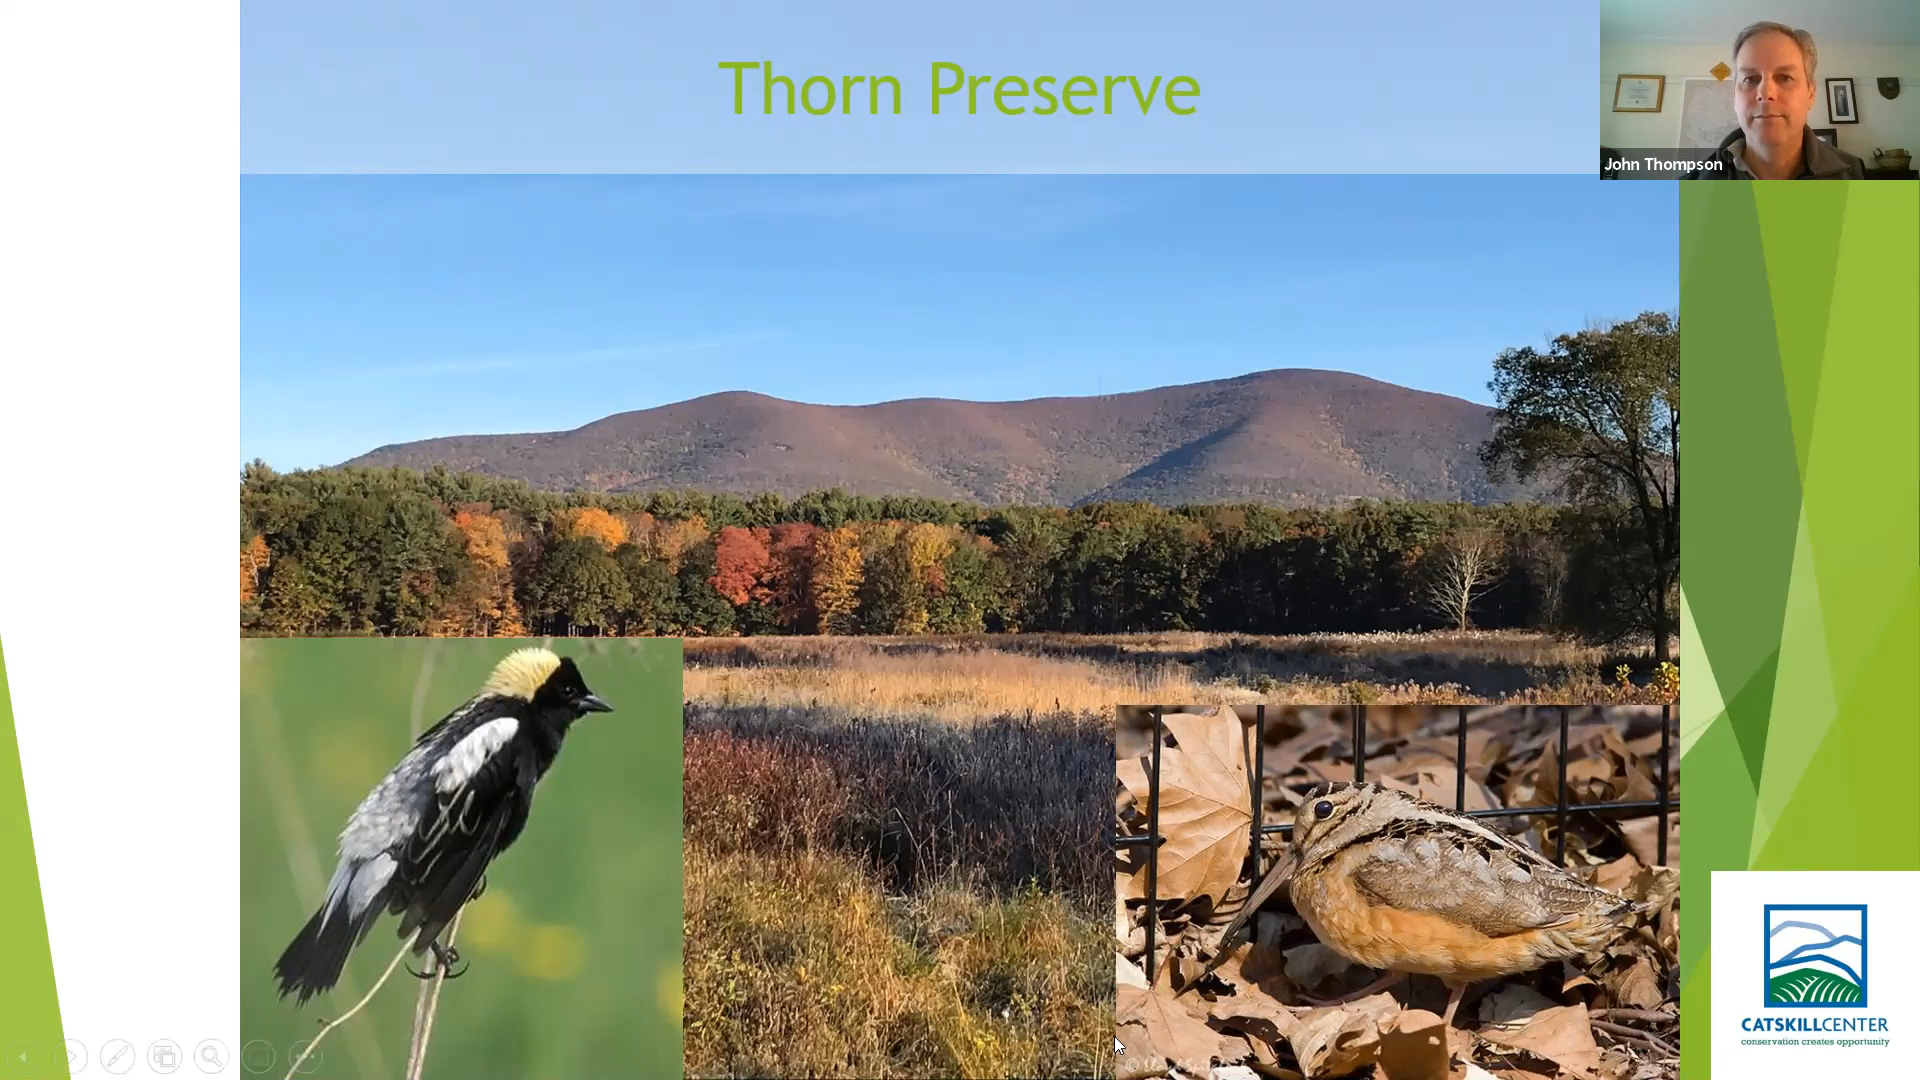 Thorn Preserve
John Thompson
CATSKILLCENTER
conservation creates opportunity